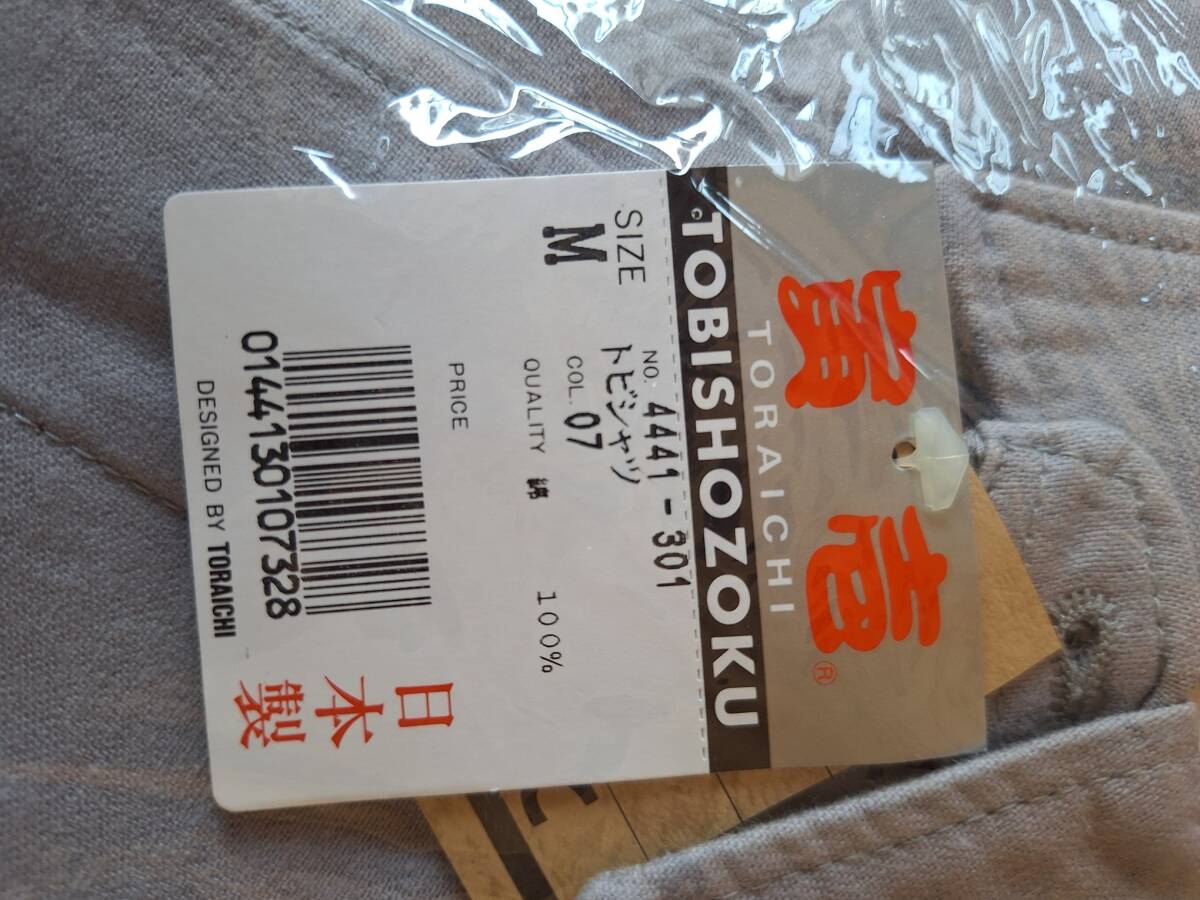 寅壱®
TORAICHI
TOBISHOZOKU
SIZE
M
NO. 4441-301
トビシャツ
COL. 07
QUALITY 綿 100%
PRICE
日本製
0144130107328
DESIGNED BY TORAICHI